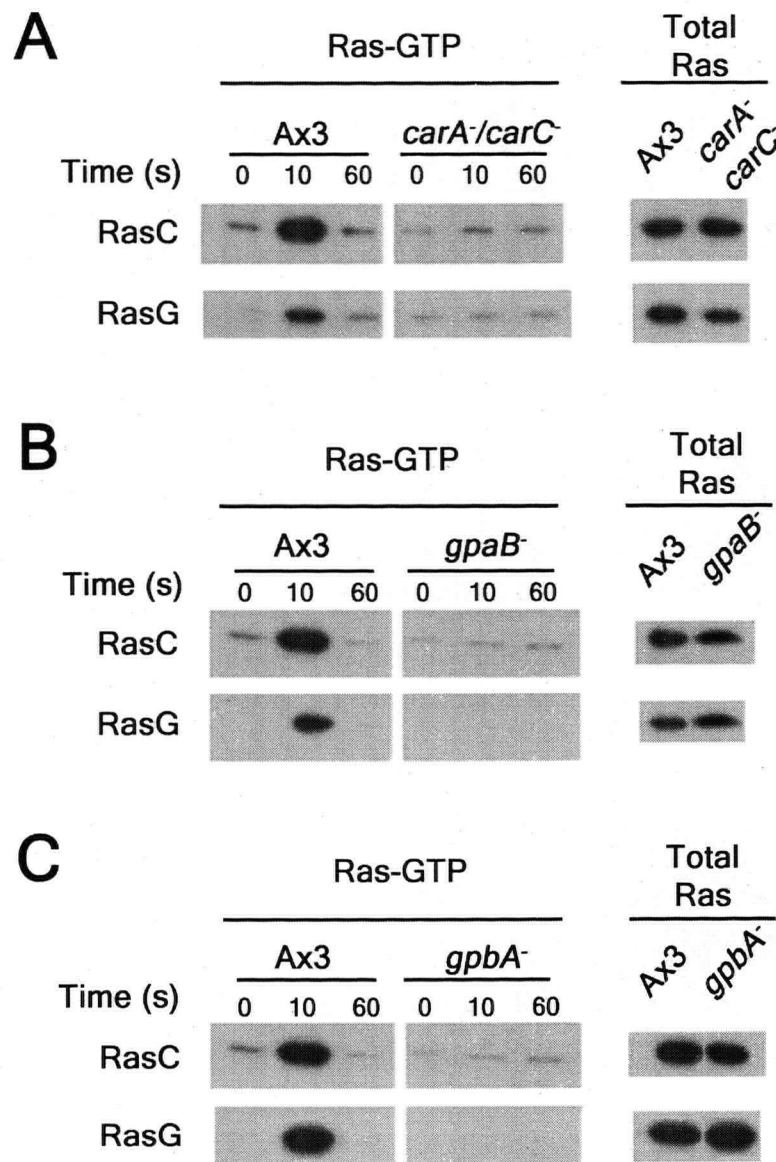 A
Ras-GTP
Total
Ras
Ax3
carA-/carC-
Ax3
carA-
carC-
Time (s)
0 10 60 0 10 60
RasC
RasG
B
Ras-GTP
Total
Ras
Ax3
gpaB-
Ax3
gpaB-
Time (s)
0 10 60 0 10 60
RasC
RasG
C
Ras-GTP
Total
Ras
Ax3
gpbA-
Ax3
gpbA-
Time (s)
0 10 60 0 10 60
RasC
RasG